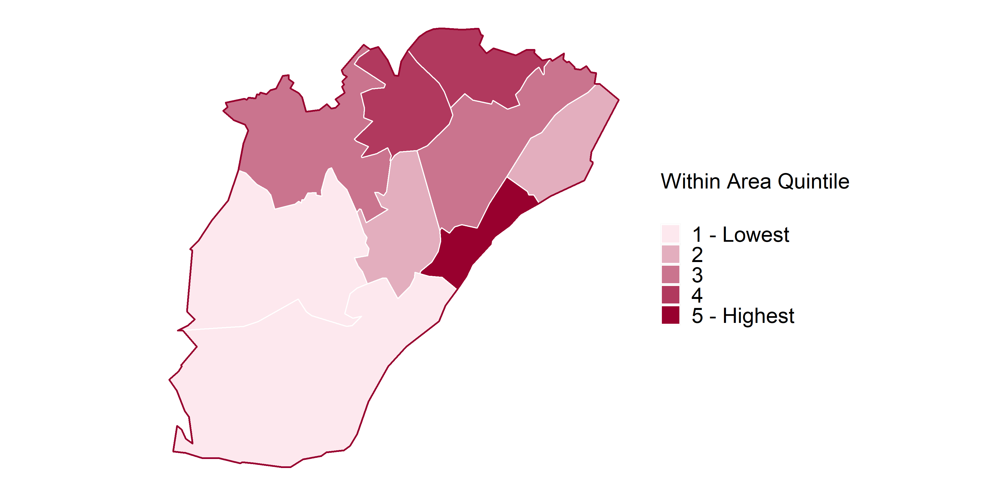 Within Area Quintile
1 - Lowest
2
3
4
5 - Highest